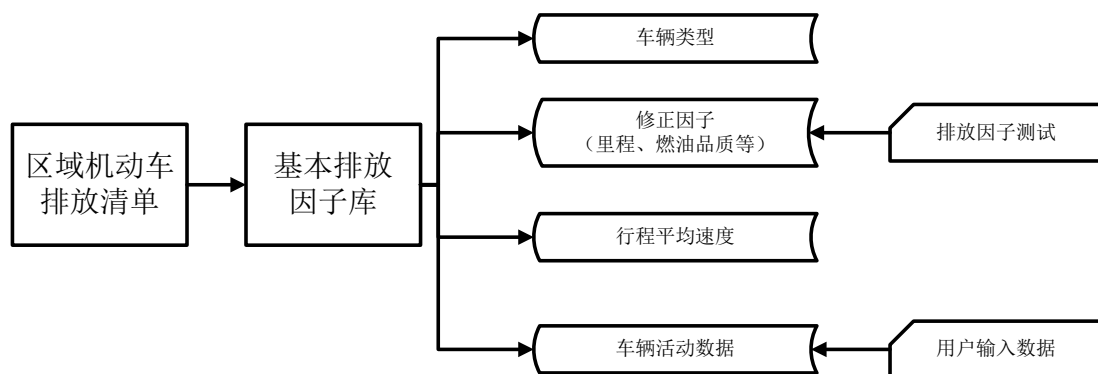 区域机动车
排放清单
基本排放
因子库
车辆类型
修正因子
（里程、燃油品质等）
排放因子测试
行程平均速度
车辆活动数据
用户输入数据